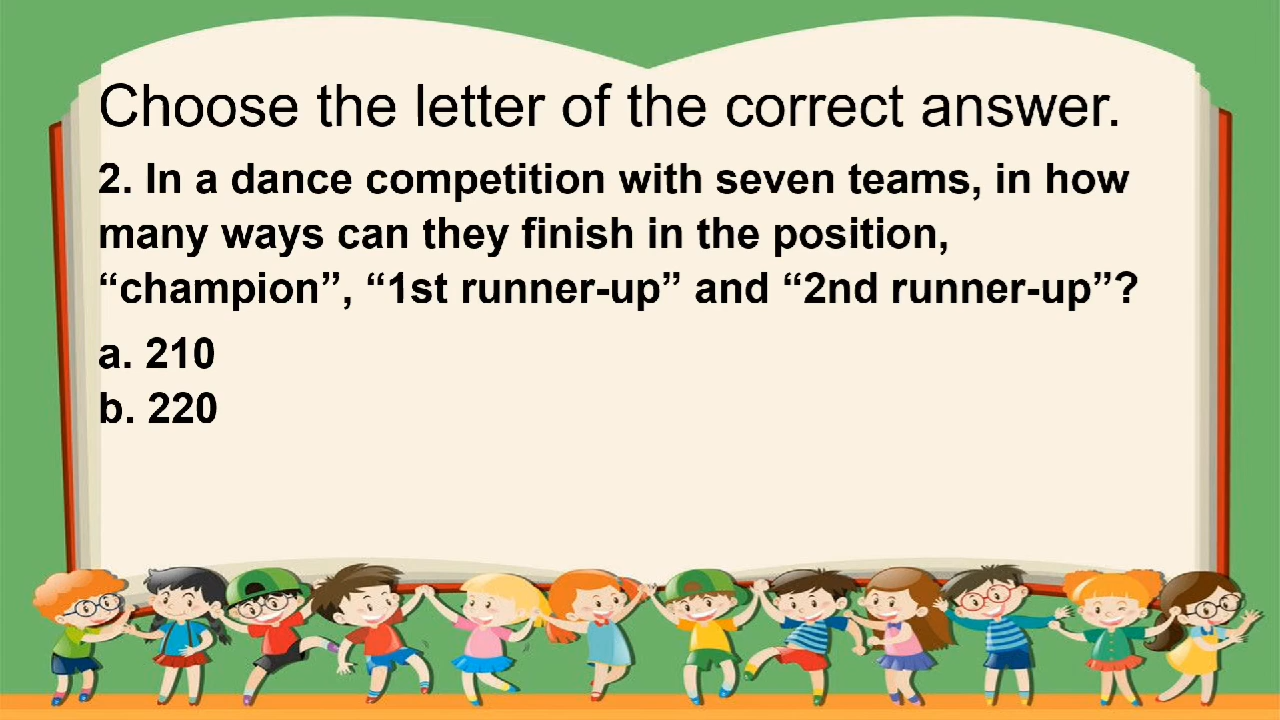 Choose the letter of the correct answer.
2. In a dance competition with seven teams, in how
many ways can they finish in the position,
“champion”, “1st runner-up” and “2nd runner-up”?
a. 210
b. 220